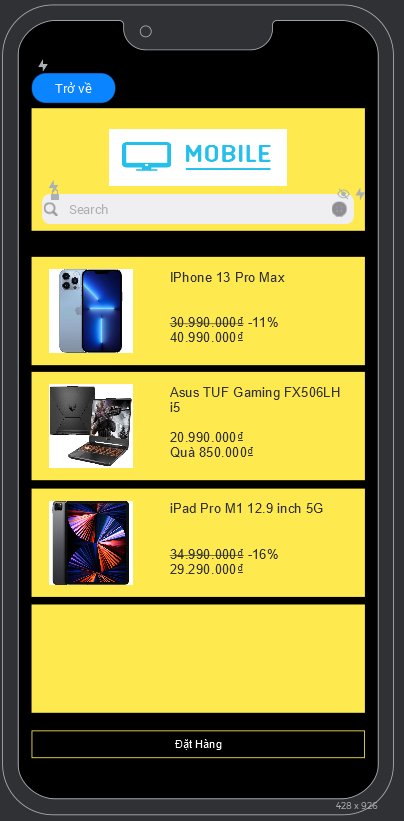 Trở về
MOBILE
Search
IPhone 13 Pro Max
30.990.000₫ -11%
40.990.000₫
Asus TUF Gaming FX506LH
i5
20.990.000₫
Quà 850.000₫
iPad Pro M1 12.9 inch 5G
34.990.000₫ -16%
29.290.000₫
Đặt Hàng
428 x 926